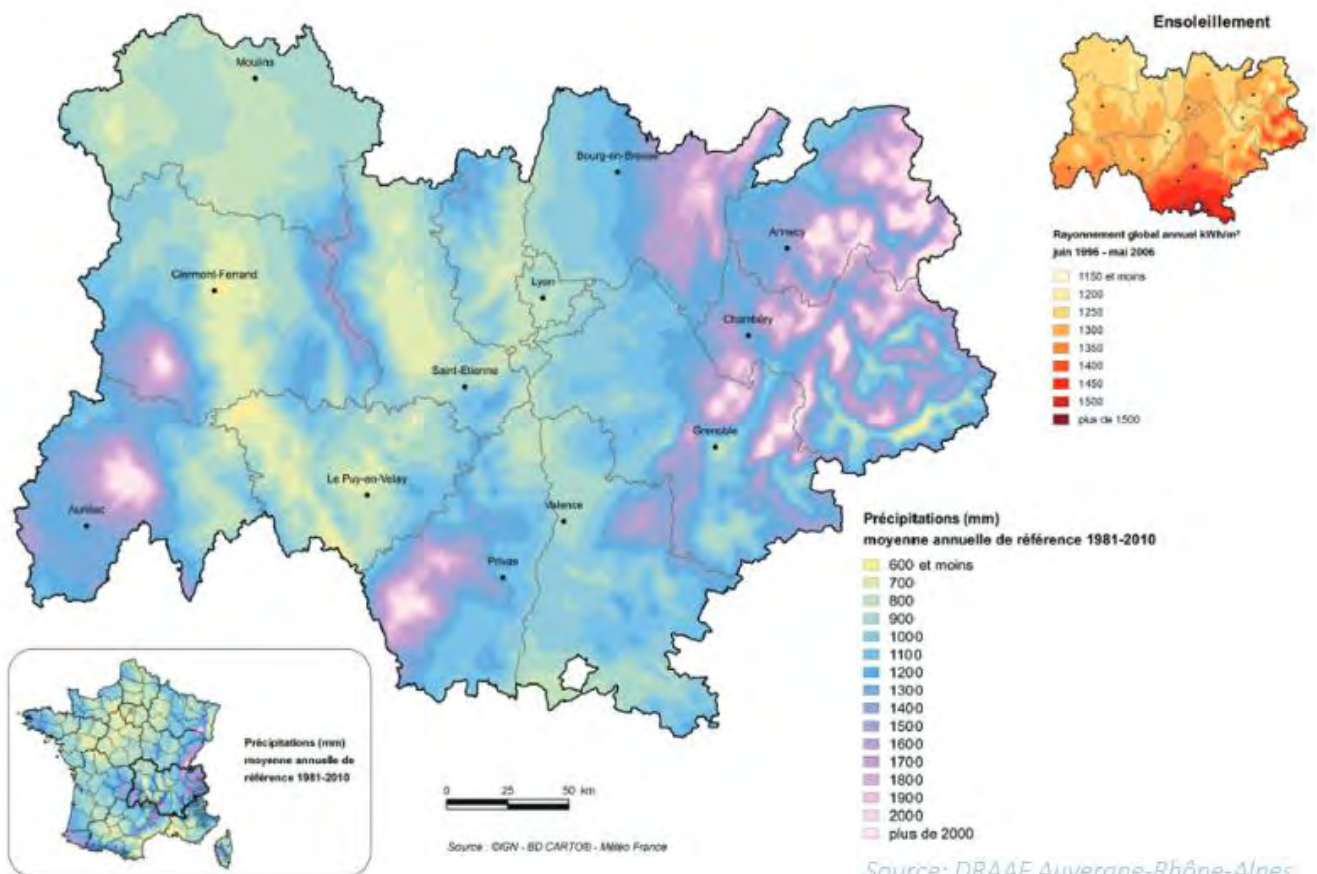 Ensoleillement
Moulins
Bourg-en-Bresse
Annecy
Clermont-Ferrand
Lyon
Chambéry
Saint-Etienne
Grenoble
Le Puy-en-Velay
Valence
Aurillac
Privas
Rayonnement global annuel kWh/m²
juin 1996 - mai 2006
1150 et moins
1200
1250
1300
1350
1400
1450
1500
plus de 1500
Précipitations (mm)
moyenne annuelle de référence 1981-2010
600 et moins
700
800
900
1000
1100
1200
1300
1400
1500
1600
1700
1800
1900
2000
plus de 2000
Précipitations (mm)
moyenne annuelle de
référence 1981-2010
0 25 50 km
Source : ©IGN - BD CARTO® - Météo France
Source: DRAAF Auvergne-Rhône-Alpes